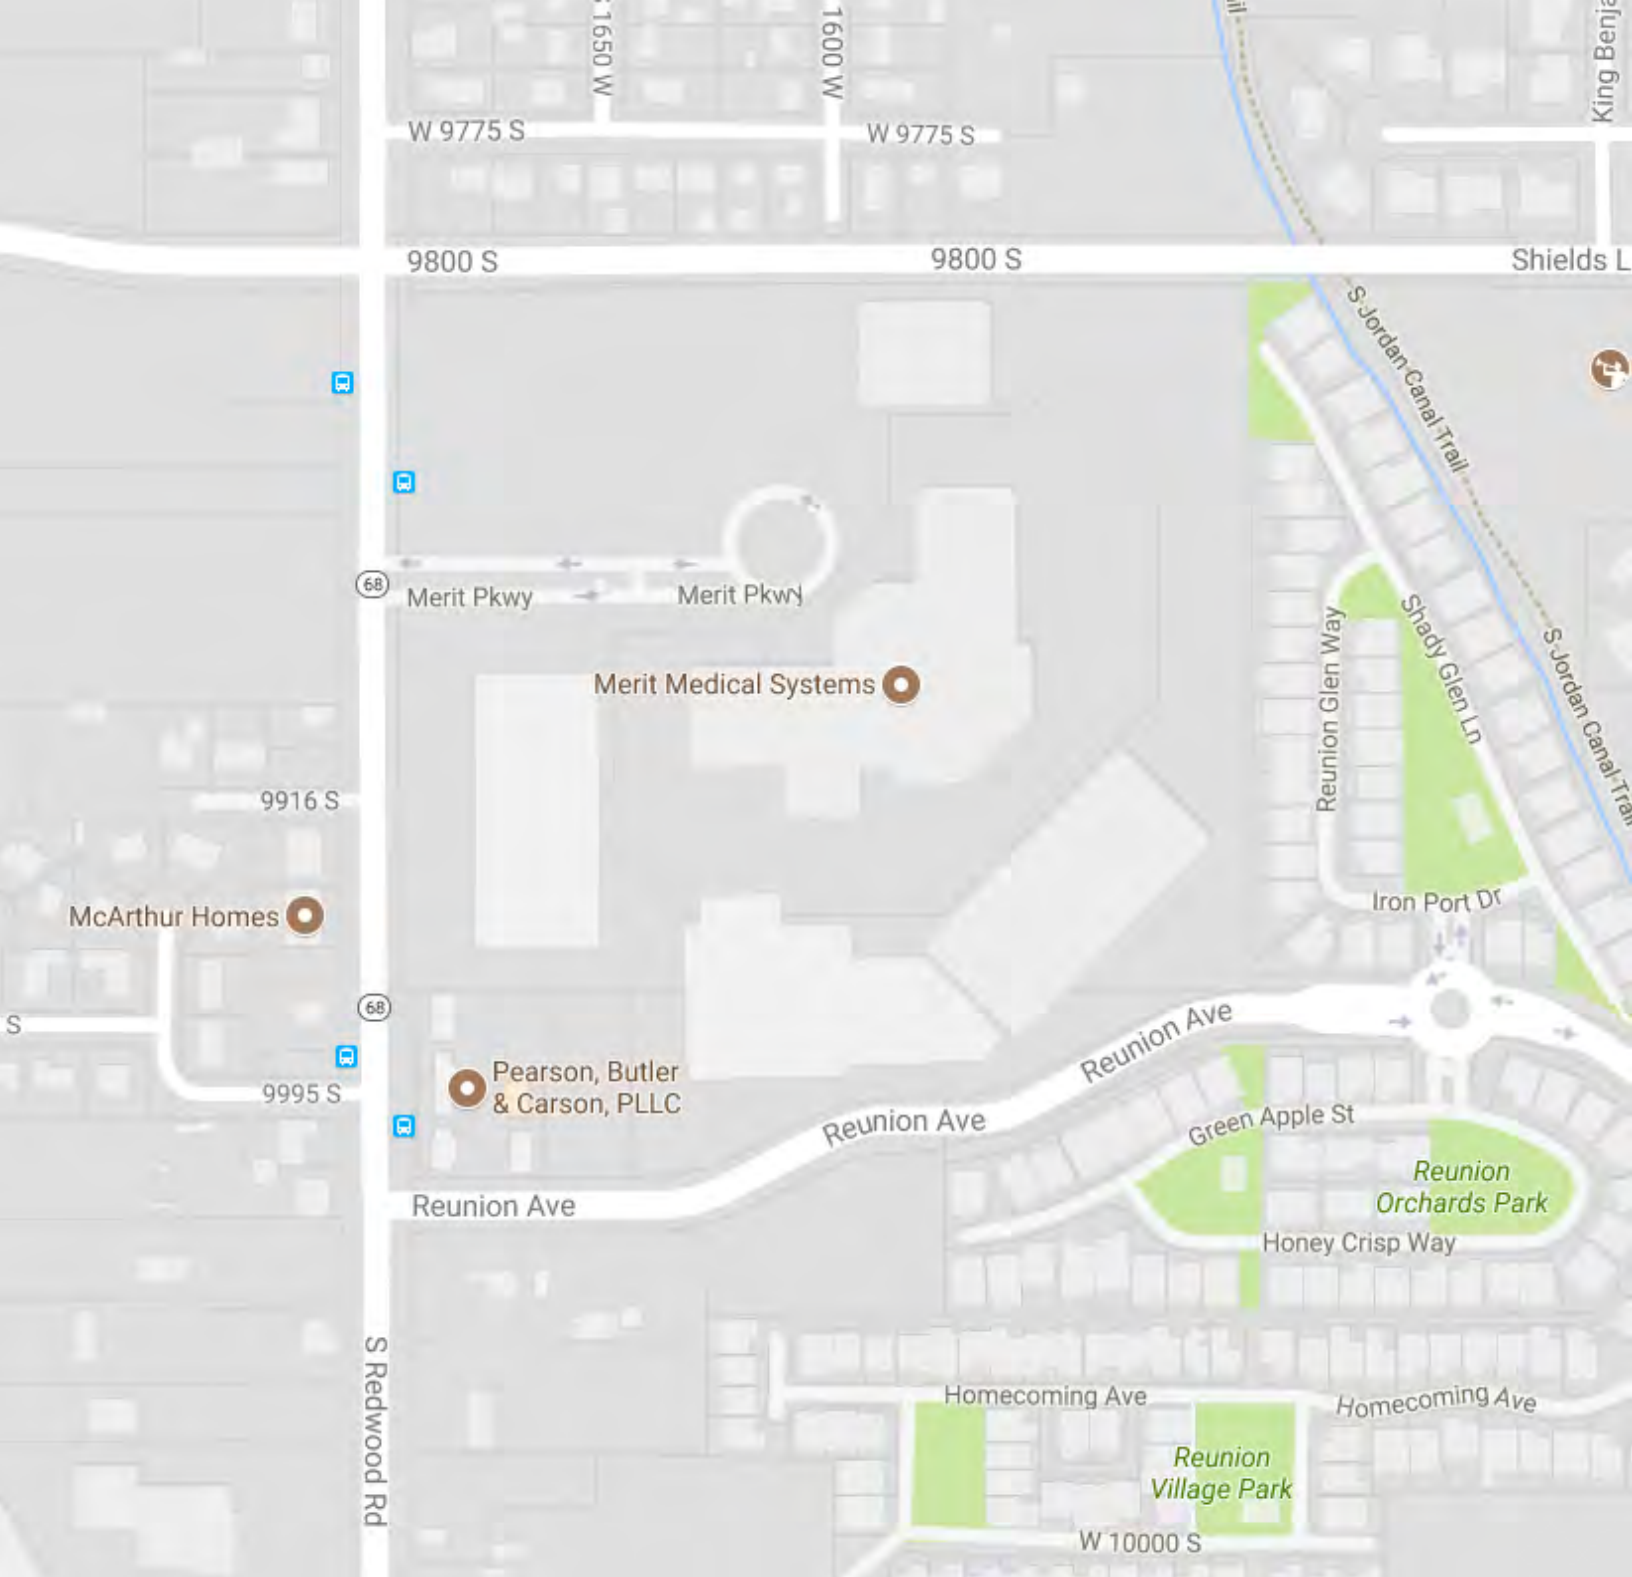 1650 W
1600 W
King Benja
W 9775 S
W 9775 S
9800 S
9800 S
Shields L
S Jordan Canal Trail
68
Merit Pkwy
Merit Pkwy
Merit Medical Systems
Reunion Glen Way
Shady Glen Ln
S Jordan Canal Trail
9916 S
McArthur Homes
Iron Port Dr
68
S
Reunion Ave
9995 S
Pearson, Butler
& Carson, PLLC
Reunion Ave
Green Apple St
Reunion
Orchards Park
Reunion Ave
Honey Crisp Way
S Redwood Rd
Homecoming Ave
Homecoming Ave
Reunion
Village Park
W 10000 S